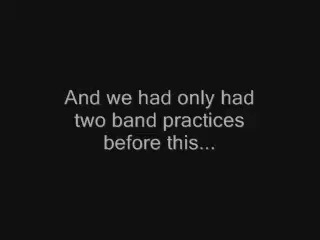 And we had only had
two band practices
before this...